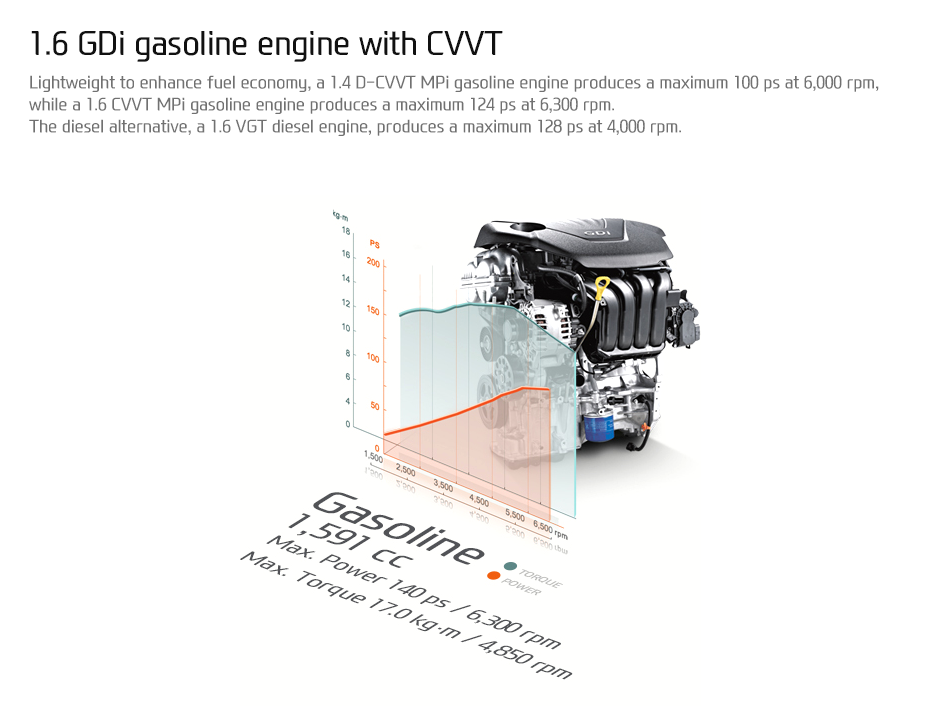 1.6 GDi gasoline engine with CVVT
Lightweight to enhance fuel economy, a 1.4 D-CVVT MPi gasoline engine produces a maximum 100 ps at 6,000 rpm,
while a 1.6 CVVT MPi gasoline engine produces a maximum 124 ps at 6,300 rpm.
The diesel alternative, a 1.6 VGT diesel engine, produces a maximum 128 ps at 4,000 rpm.
kg·m
18
16
14
12
10
8
6
4
0
PS
200
150
100
50
0
GDi
1,500
2,500
3,500
4,500
5,500
6,500 rpm
Gasoline
1,591 cc
Max. Power 140 ps / 6,300 rpm
Max. Torque 17.0 kg·m / 4,850 rpm
TORQUE
POWER